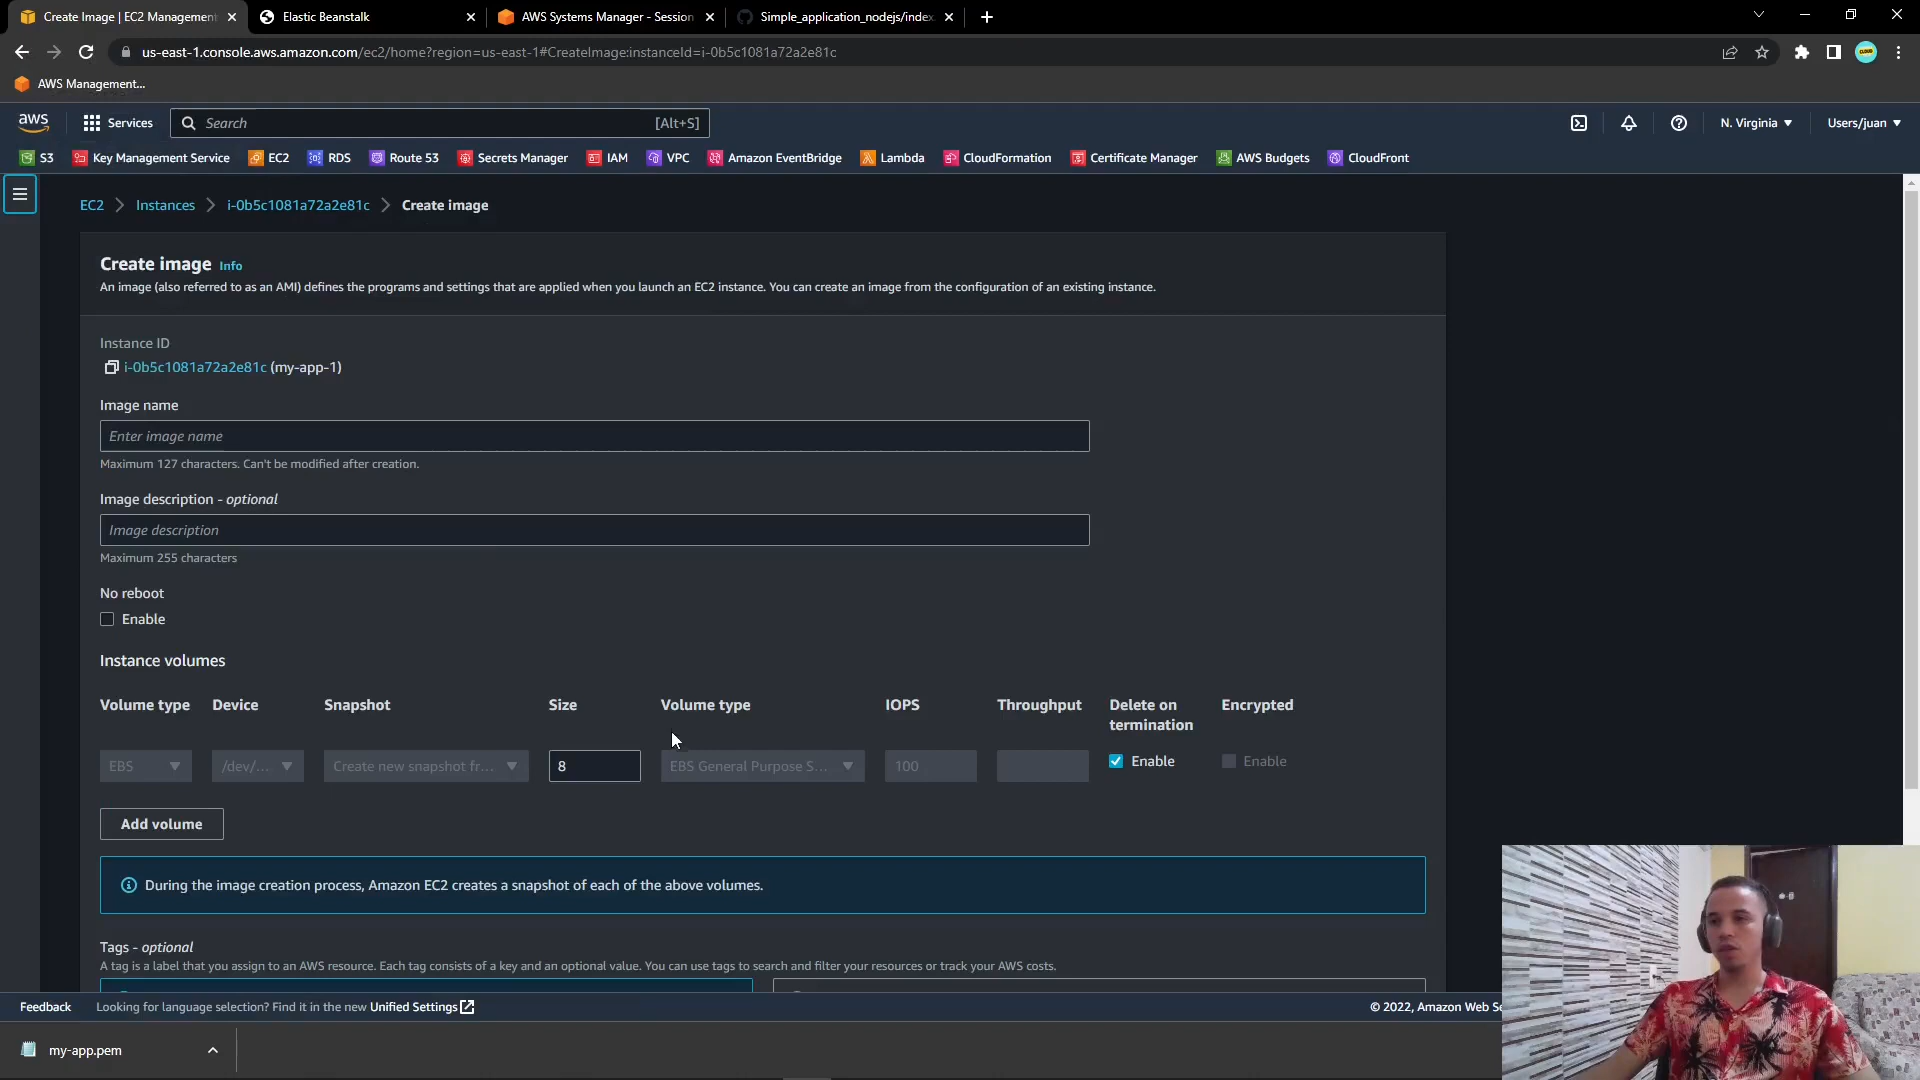 Create Image | EC2 Management
Elastic Beanstalk
AWS Systems Manager - Session
Simple_application_nodejs/index.
us-east-1.console.aws.amazon.com/ec2/home?region=us-east-1#CreateImage:instanceId=i-0b5c1081a72a2e81c
AWS Management...
aws
Services
Search
[Alt+S]
N. Virginia
Users/juan
S3
Key Management Service
EC2
RDS
Route 53
Secrets Manager
IAM
VPC
Amazon EventBridge
Lambda
CloudFormation
Certificate Manager
AWS Budgets
CloudFront
EC2 > Instances > i-0b5c1081a72a2e81c > Create image
Create image Info
An image (also referred to as an AMI) defines the programs and settings that are applied when you launch an EC2 instance. You can create an image from the configuration of an existing instance.
Instance ID
i-0b5c1081a72a2e81c (my-app-1)
Image name
Enter image name
Maximum 127 characters. Can't be modified after creation.
Image description - optional
Image description
Maximum 255 characters
No reboot
Enable
Instance volumes
Volume type
Device
Snapshot
Size
Volume type
IOPS
Throughput
Delete on
termination
Encrypted
EBS
/dev/...
Create new snapshot fr...
8
EBS General Purpose S...
100
Enable
Enable
Add volume
During the image creation process, Amazon EC2 creates a snapshot of each of the above volumes.
Tags - optional
A tag is a label that you assign to an AWS resource. Each tag consists of a key and an optional value. You can use tags to search and filter your resources or track your AWS costs.
Feedback
Looking for language selection? Find it in the new Unified Settings
© 2022, Amazon Web Se
my-app.pem